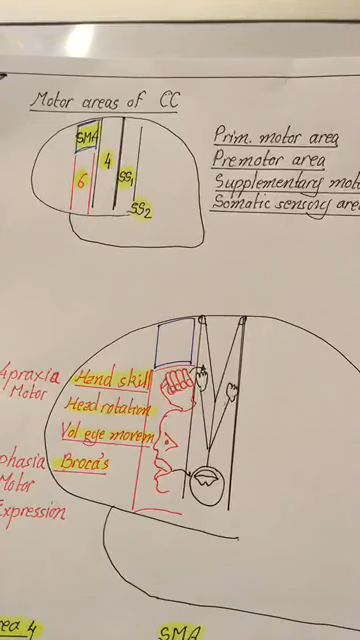 Motor areas of CC
SMA
4
6
SS1
SS2
Prim. motor area
Premotor area
Supplementary mot
Somatic sensory are
Apraxia
Motor
Hand skill
Head rotation
Vol eye movem
phasia
Motor
Expression
Broca's
rea 4
SMA